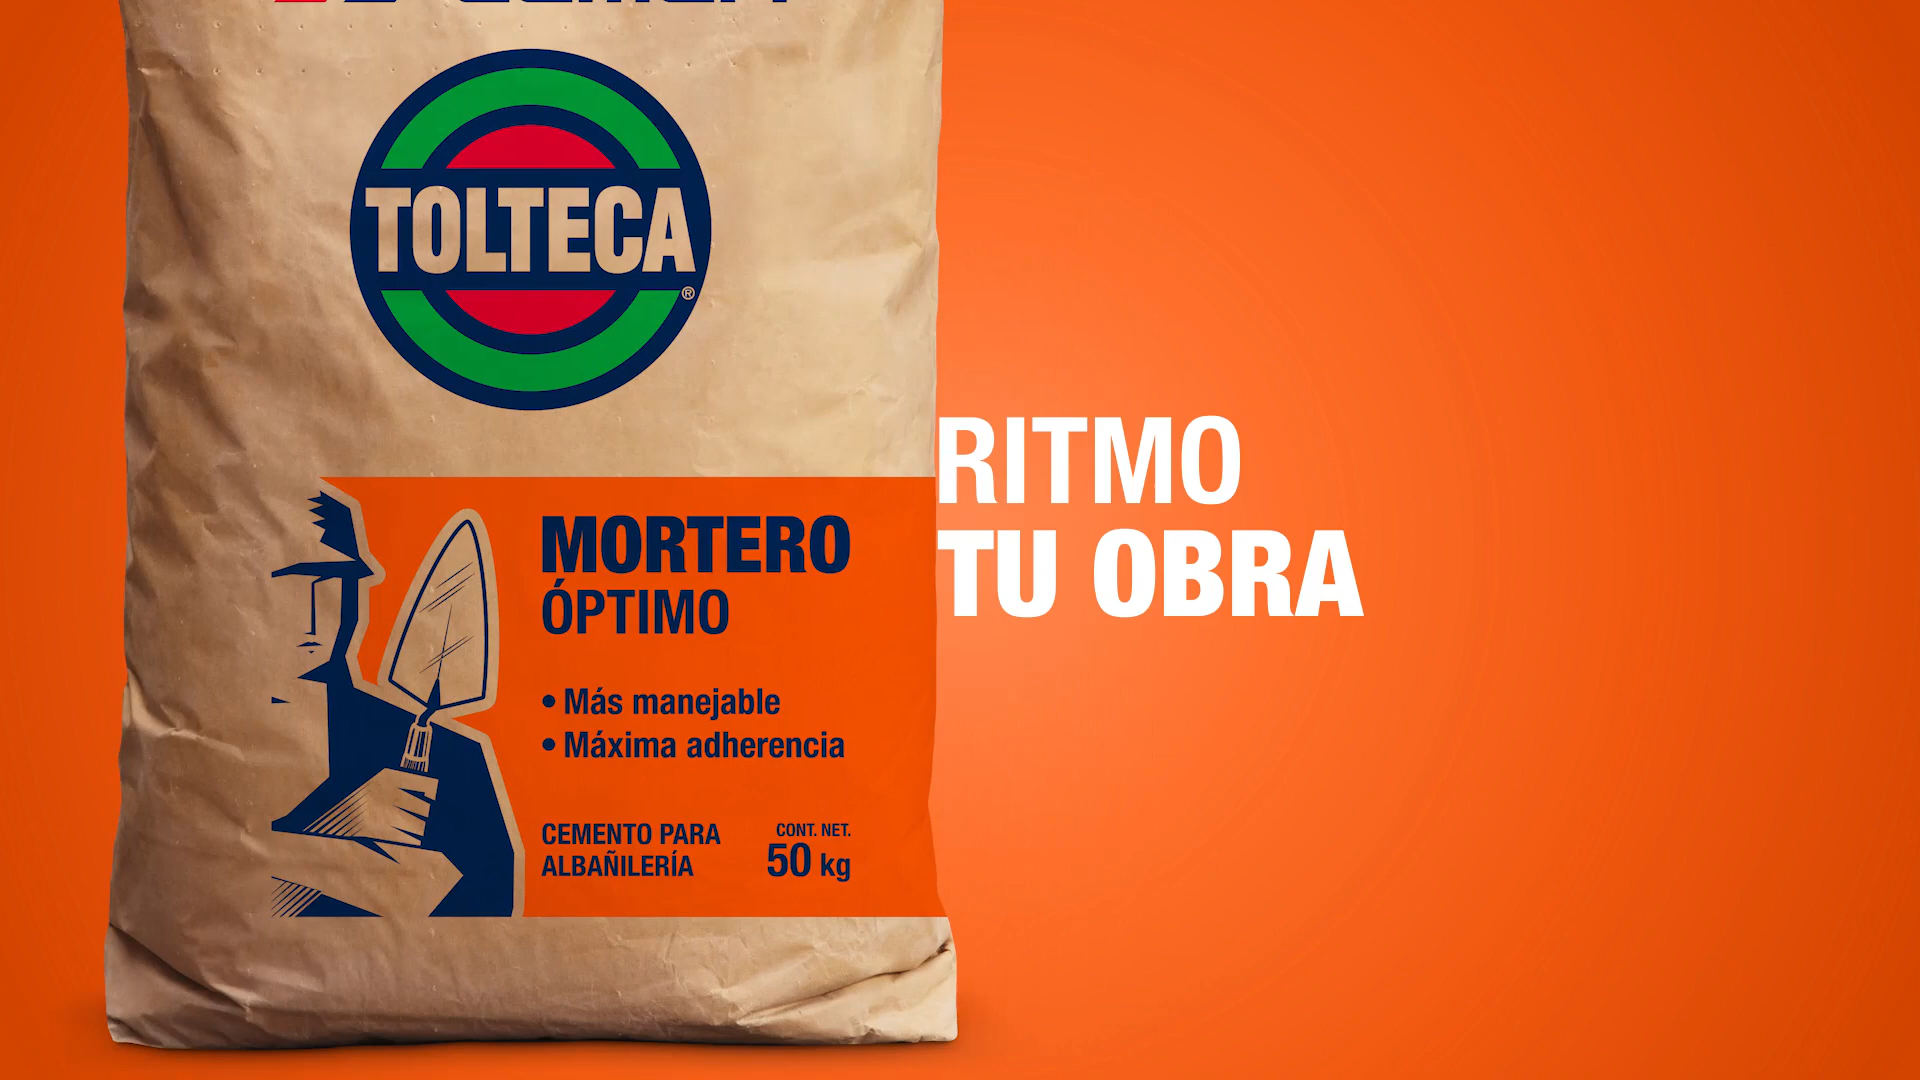 TOLTECA
®
MORTERO
ÓPTIMO
• Más manejable
• Máxima adherencia
CEMENTO PARA
ALBAÑILERÍA
CONT. NET.
50 kg
RITMO
TU OBRA